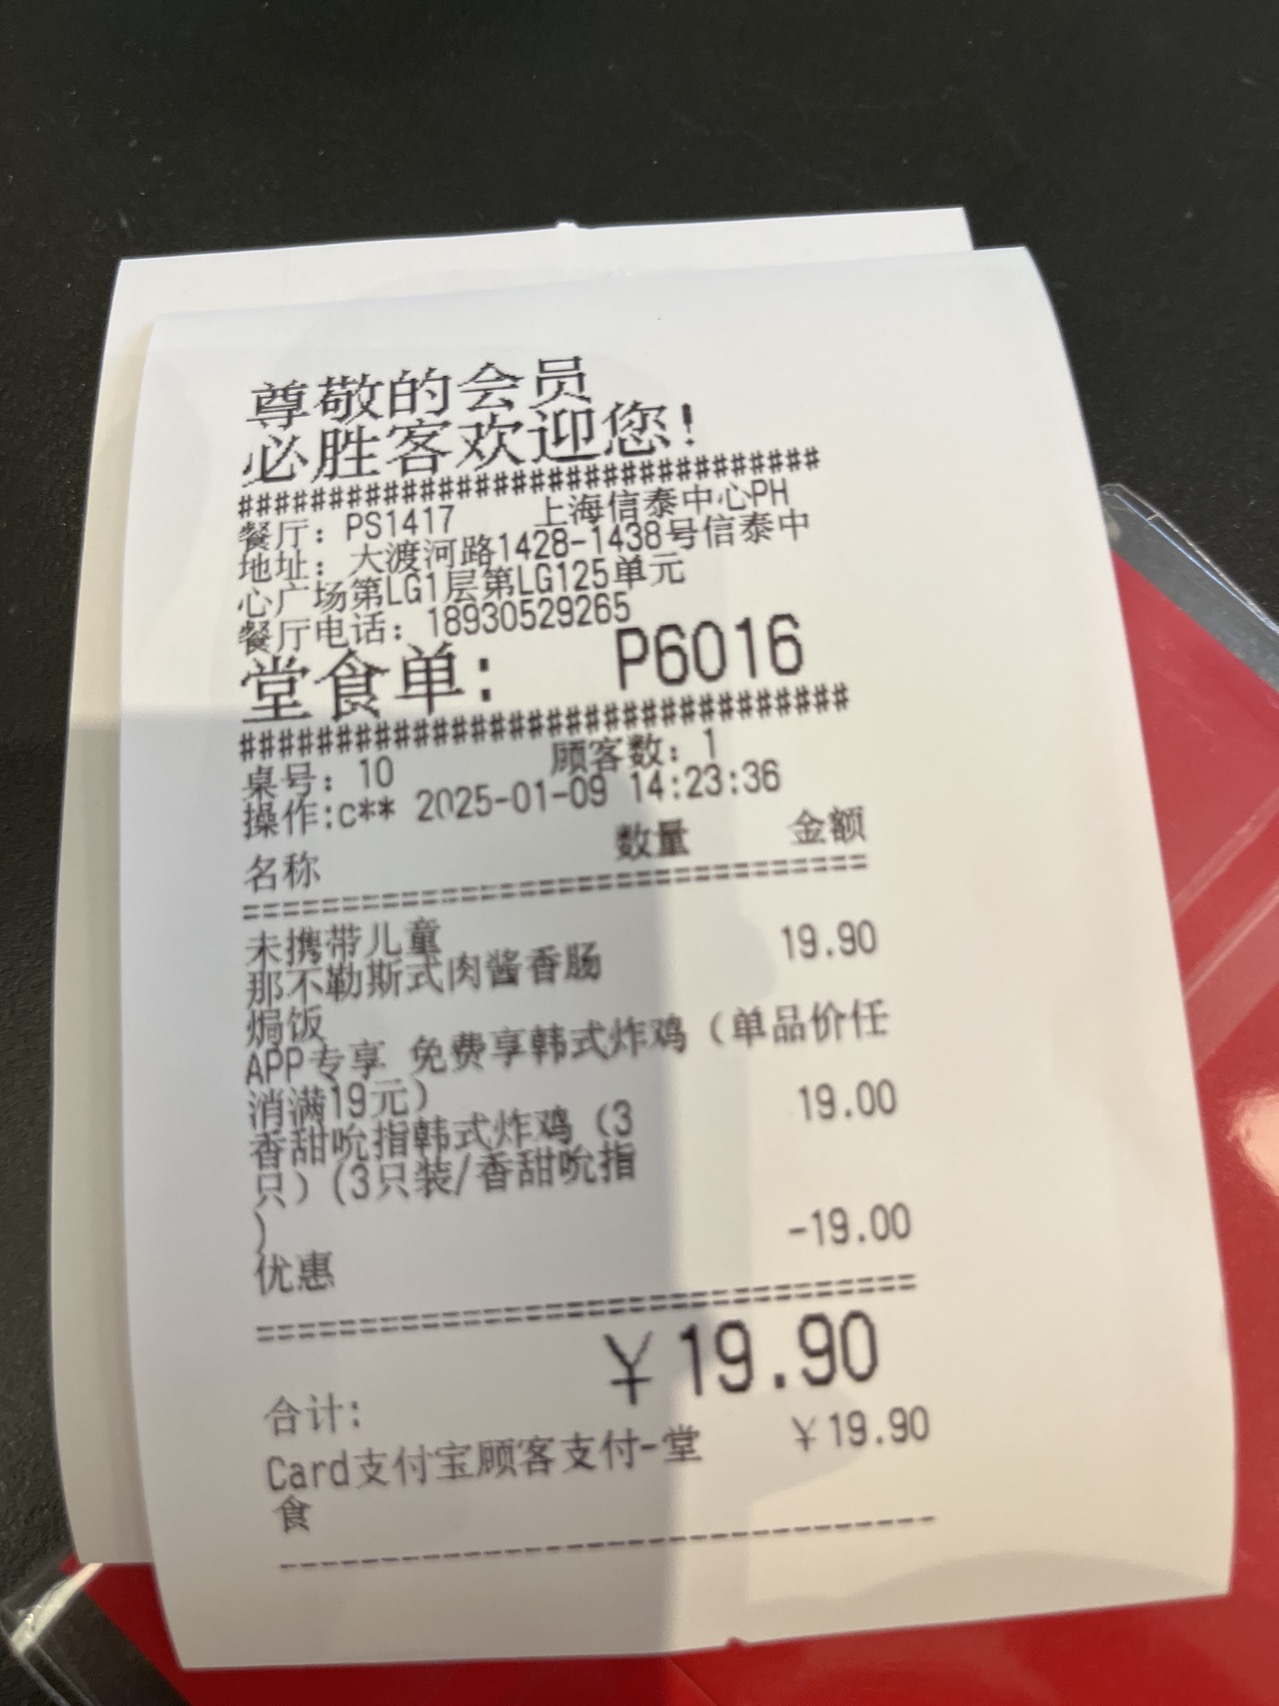 尊敬的会员
必胜客欢迎您!
################################
餐厅: PS1417 上海信泰中心PH
地址: 大渡河路1428-1438号信泰中
心广场第LG1层第LG125单元
餐厅电话: 18930529265
堂食单: P6016
################################
桌号: 10 顾客数: 1
操作:c** 2025-01-09 14:23:36
名称 数量 金额
================================
未携带儿童
那不勒斯式肉酱香肠 19.90
焗饭
APP专享 免费享韩式炸鸡（单品价任
消满19元）
香甜吮指韩式炸鸡（3 19.00
只）(3只装/香甜吮指
)
优惠 -19.00
================================
合计: ￥19.90
Card支付宝顾客支付-堂 ￥19.90
食
--------------------------------